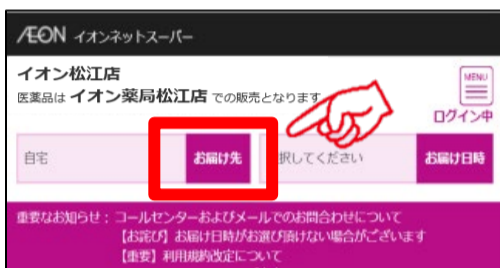 ÆON イオンネットスーパー
イオン松江店
医薬品は イオン薬局松江店 での販売となります
MENU
ログイン中
自宅 お届け先 択してください お届け日時
重要なお知らせ： コールセンターおよびメールでのお問合わせについて
【お詫び】お届け日時がお選び頂けない場合がございます
【重要】利用規約改定について